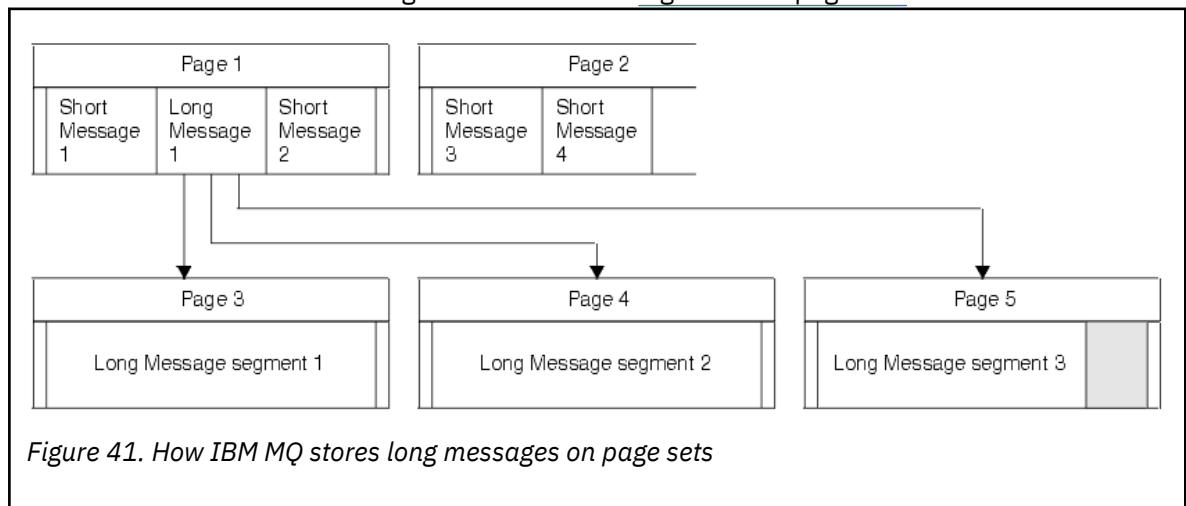 Page 1
Page 2
Short Message 1
Long Message 1
Short Message 2
Short Message 3
Short Message 4
Page 3
Page 4
Page 5
Long Message segment 1
Long Message segment 2
Long Message segment 3
Figure 41. How IBM MQ stores long messages on page sets